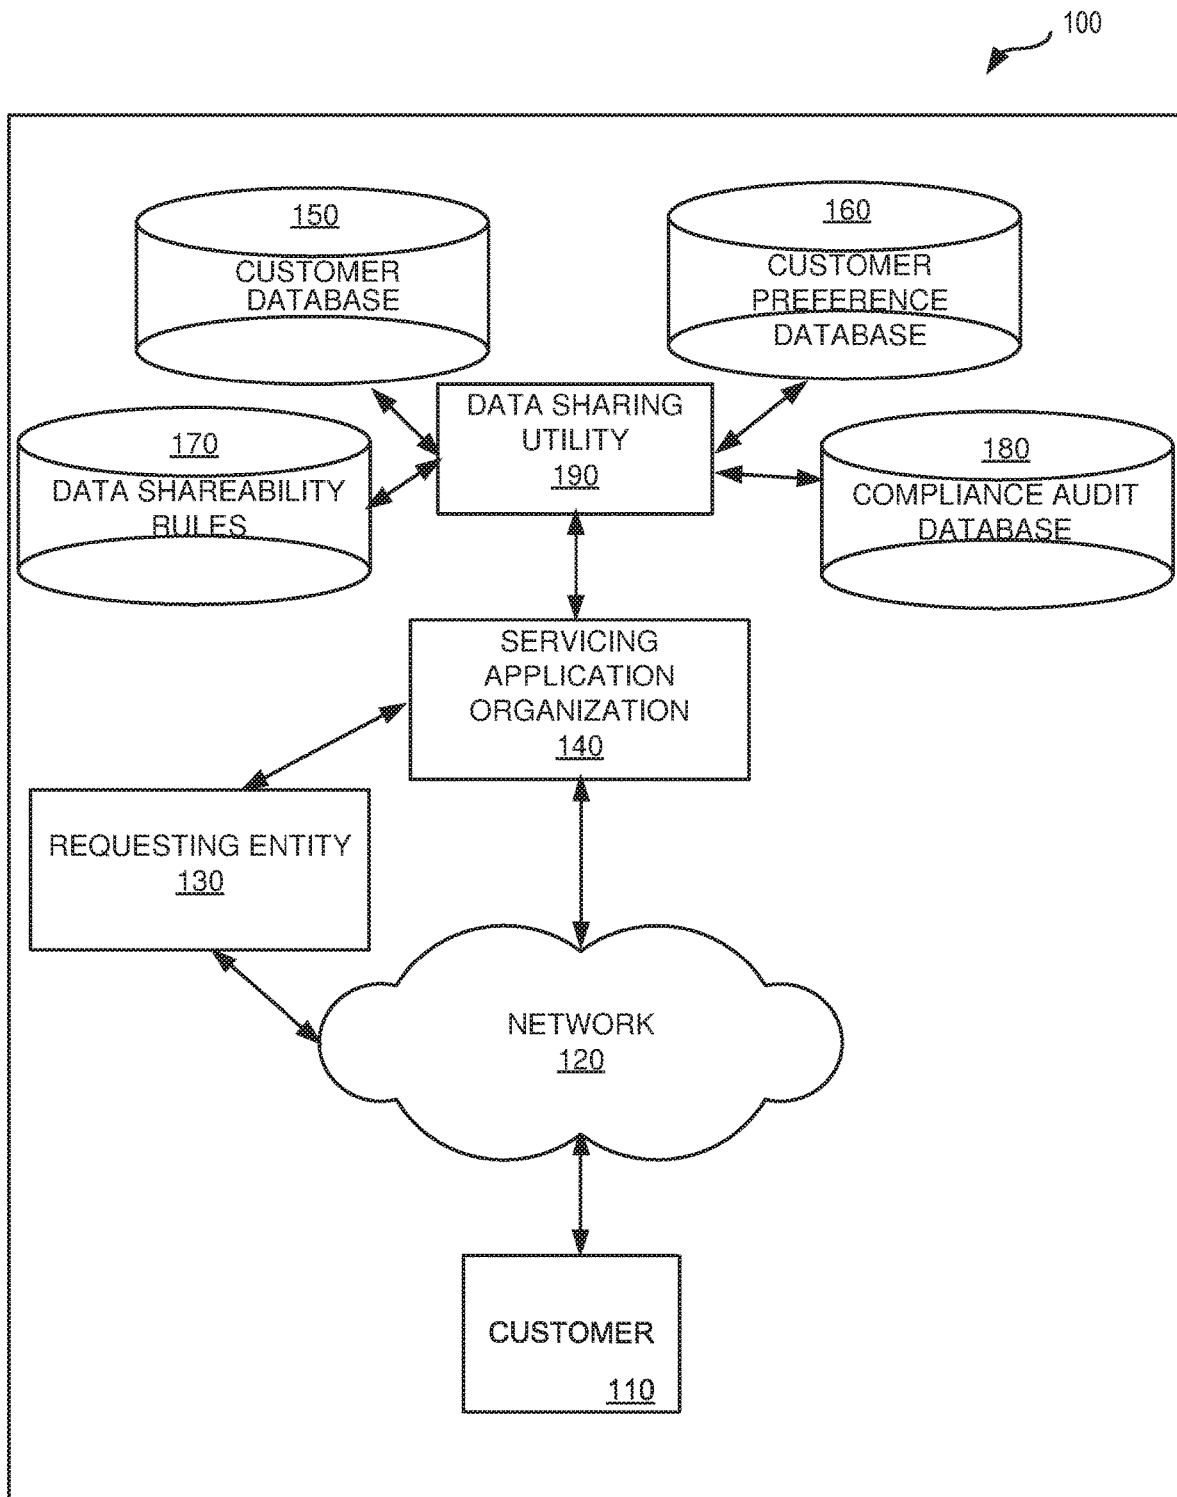 100
150
CUSTOMER
DATABASE
160
CUSTOMER
PREFERENCE
DATABASE
DATA SHARING
UTILITY
190
170
DATA SHAREABILITY
RULES
180
COMPLIANCE AUDIT
DATABASE
SERVICING
APPLICATION
ORGANIZATION
140
REQUESTING ENTITY
130
NETWORK
120
CUSTOMER
110